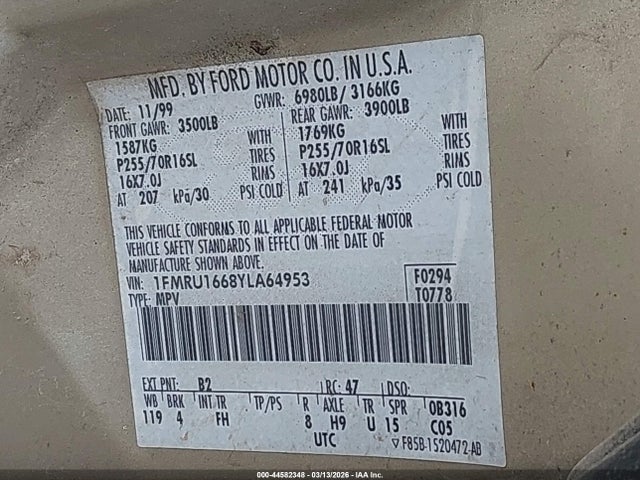 MFD. BY FORD MOTOR CO. IN U.S.A.
DATE: 11/99 GVWR: 6980LB/ 3166KG
FRONT GAWR: 3500LB REAR GAWR: 3900LB
1587KG WITH 1769KG WITH
P255/70R16SL TIRES P255/70R16SL TIRES
16X7.0J RIMS 16X7.0J RIMS
AT 207 kPa/30 PSI COLD AT 241 kPa/35 PSI COLD
THIS VEHICLE CONFORMS TO ALL APPLICABLE FEDERAL MOTOR
VEHICLE SAFETY STANDARDS IN EFFECT ON THE DATE OF
MANUFACTURE SHOWN ABOVE.
VIN: 1FMRU1668YLA64953 F0294
TYPE: MPV T0778
EXT PNT: B2 RC: 47 DSO:
WB BRK INT TR TP/PS R AXLE TR SPR 0B316
119 4 FH 8 H9 U 15 C05
UTC ▽F85B-1520472-AB
000-44582348 - 03/13/2026 - IAA Inc.